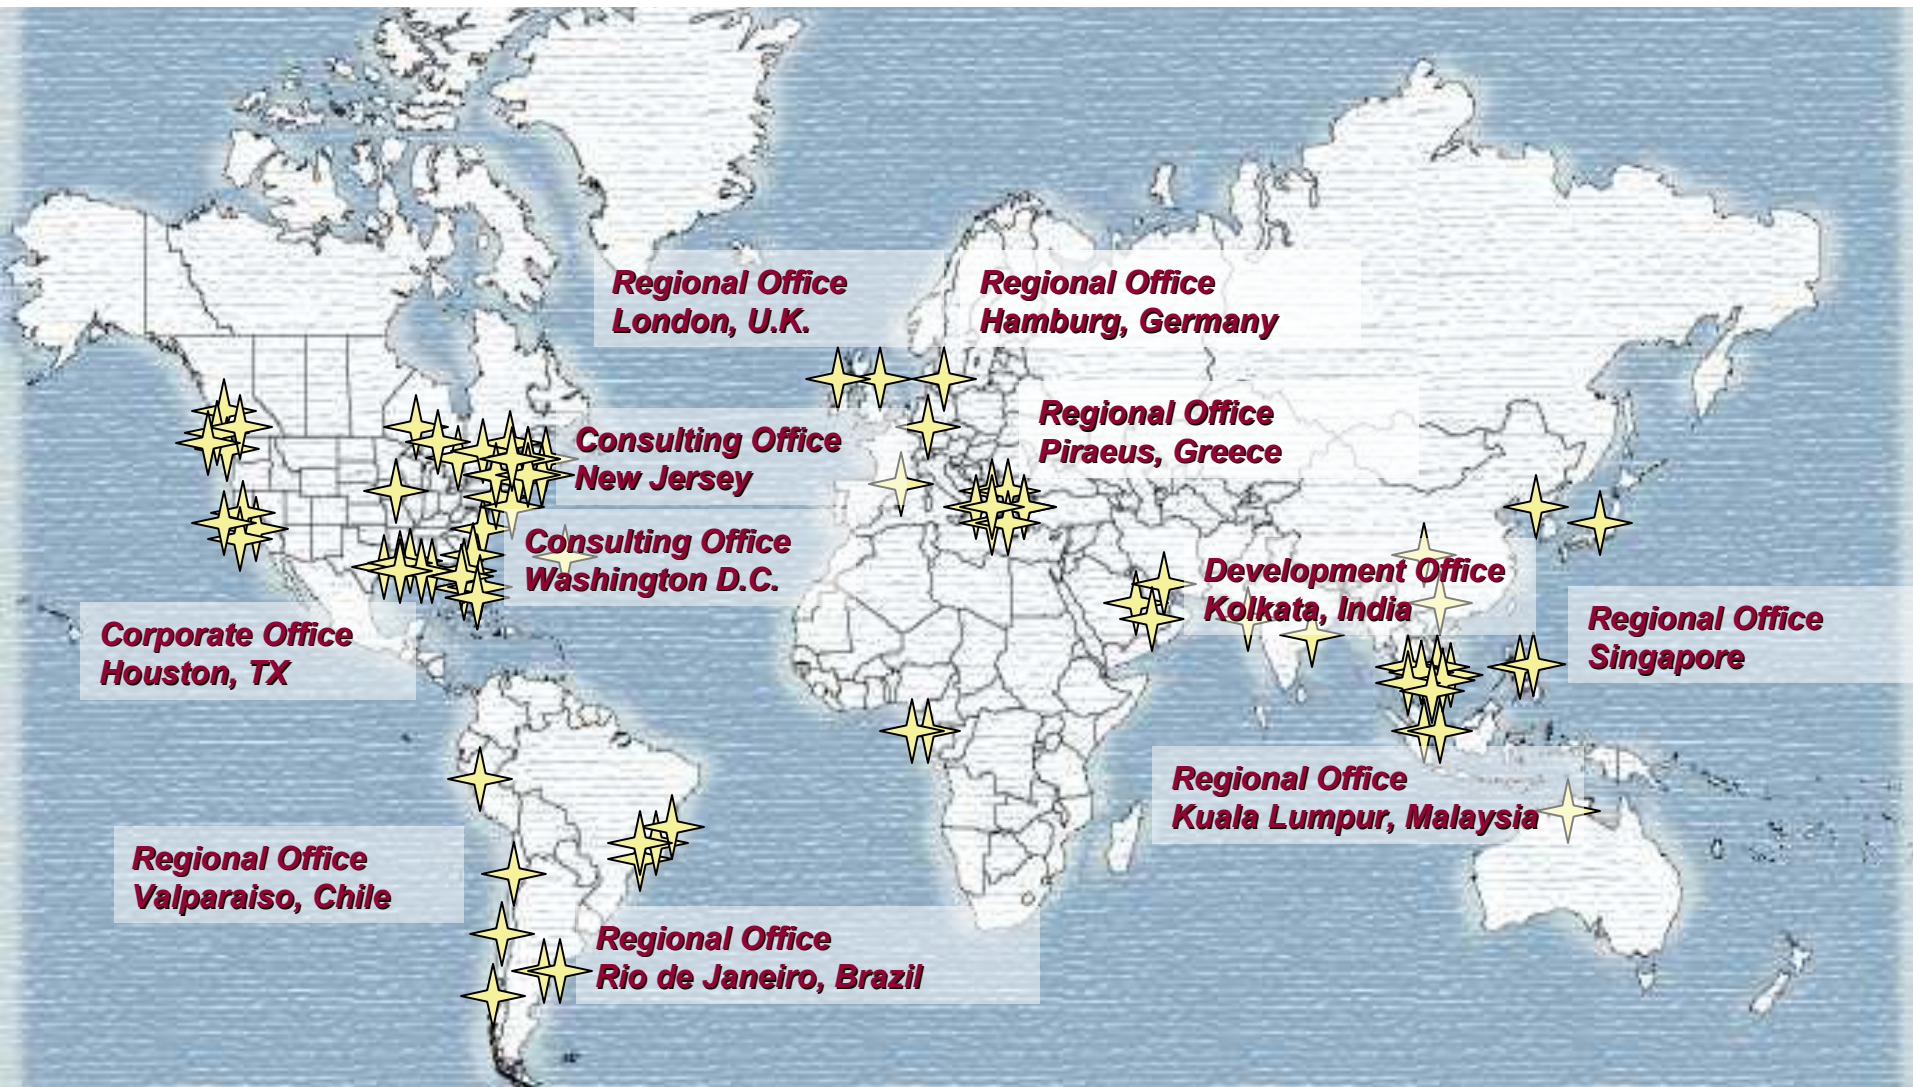 Regional Office
London, U.K.
Regional Office
Hamburg, Germany
Regional Office
Piraeus, Greece
Consulting Office
New Jersey
Consulting Office
Washington D.C.
Development Office
Kolkata, India
Regional Office
Singapore
Corporate Office
Houston, TX
Regional Office
Kuala Lumpur, Malaysia
Regional Office
Valparaiso, Chile
Regional Office
Rio de Janeiro, Brazil